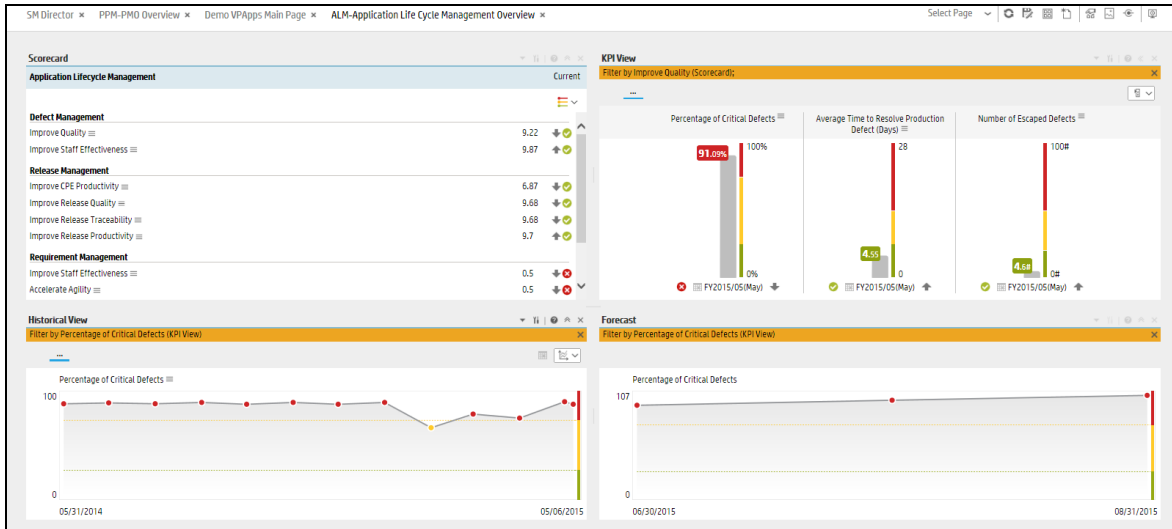 SM Director × PPM-PMO Overview × Demo VPApps Main Page × ALM-Application Life Cycle Management Overview × Select Page
Scorecard
Application Lifecycle Management Current
Defect Management
Improve Quality 9.22
Improve Staff Effectiveness 9.87
Release Management
Improve CPE Productivity 6.87
Improve Release Quality 9.68
Improve Release Traceability 9.68
Improve Release Productivity 9.7
Requirement Management
Improve Staff Effectiveness 0.5
Accelerate Agility 0.5
KPI View
Filter by Improve Quality (Scorecard);
...
Percentage of Critical Defects
91.09%
100%
0%
FY2015/05(May)
Average Time to Resolve Production
Defect (Days)
28
4.55
0
FY2015/05(May)
Number of Escaped Defects
100#
4.6#
0#
FY2015/05(May)
Historical View
Filter by Percentage of Critical Defects (KPI View)
...
Percentage of Critical Defects
100
0
05/31/2014 05/06/2015
Forecast
Filter by Percentage of Critical Defects (KPI View)
Percentage of Critical Defects
107
0
06/30/2015 08/31/2015